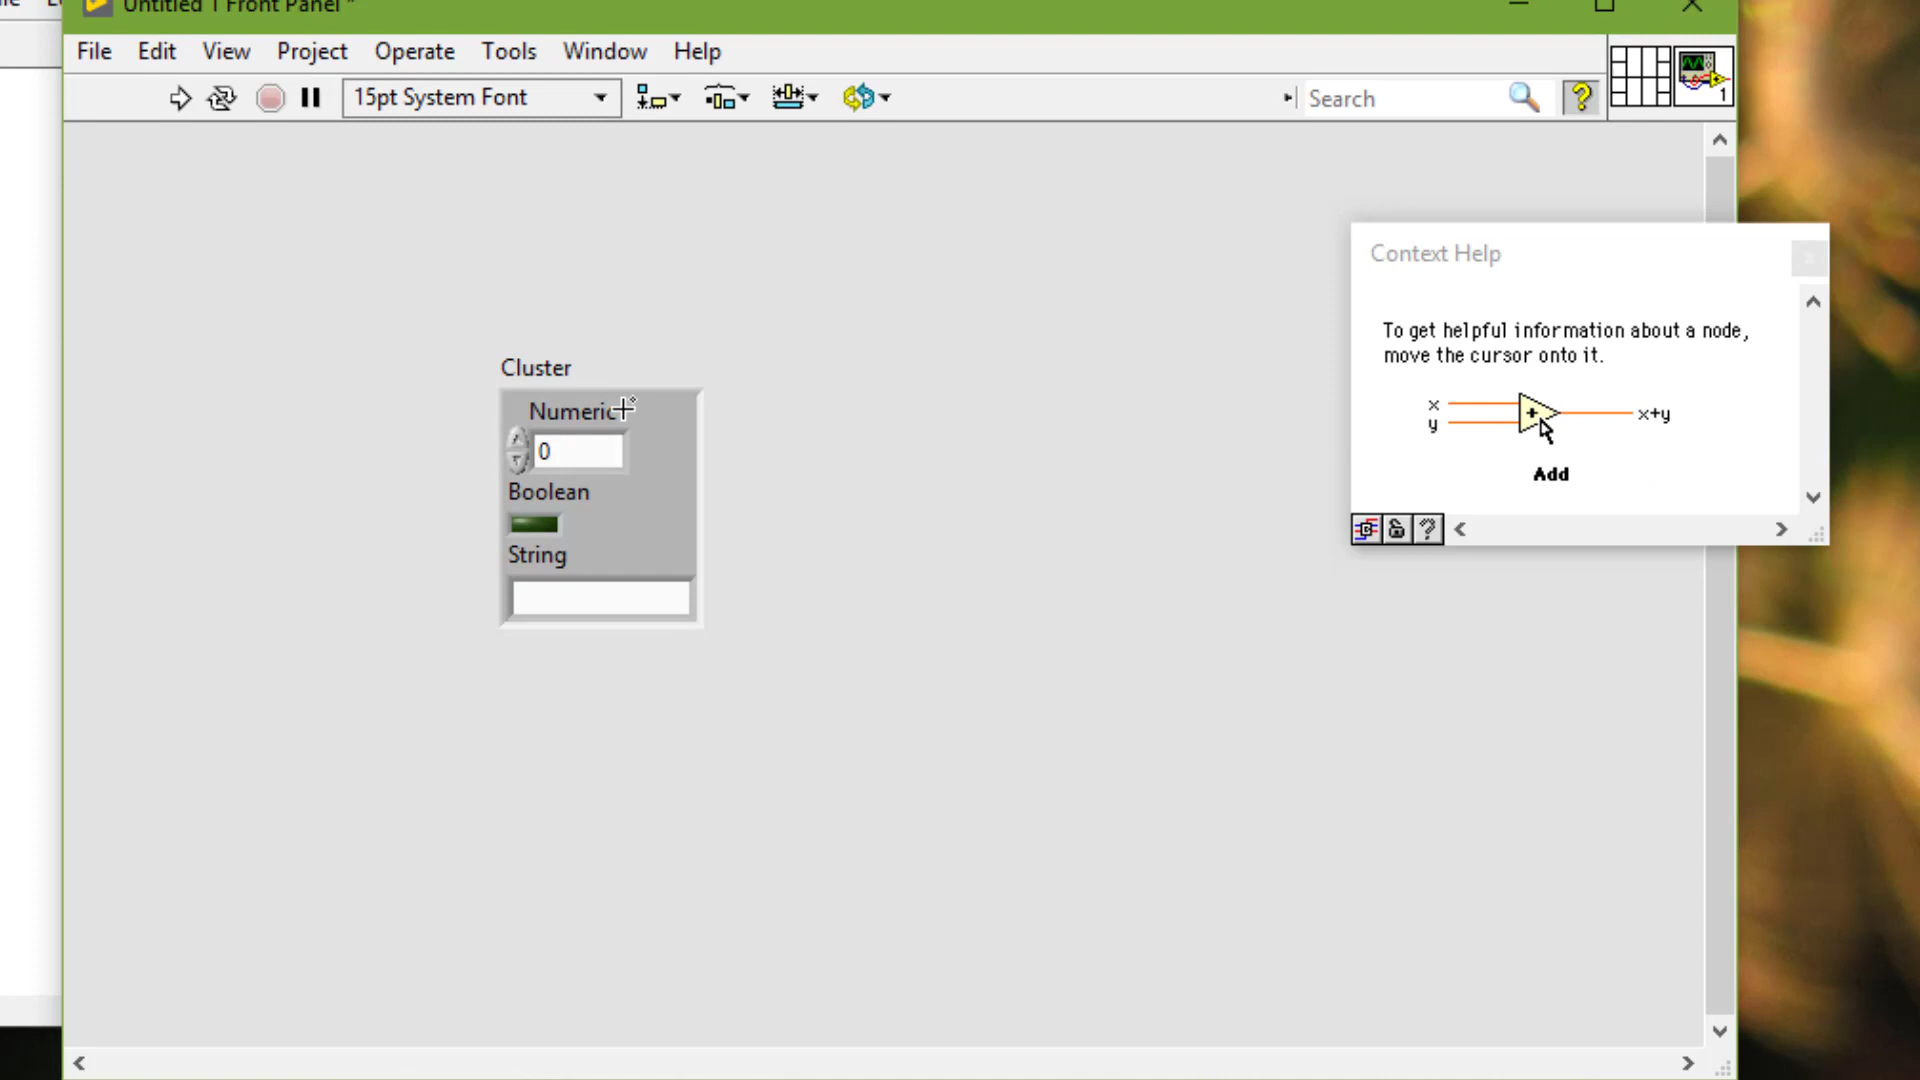 Untitled 1 Front Panel *
File Edit View Project Operate Tools Window Help
15pt System Font
Search
1
Context Help
To get helpful information about a node,
move the cursor onto it.
x
y
x+y
Add
Cluster
Numeric
0
Boolean
String